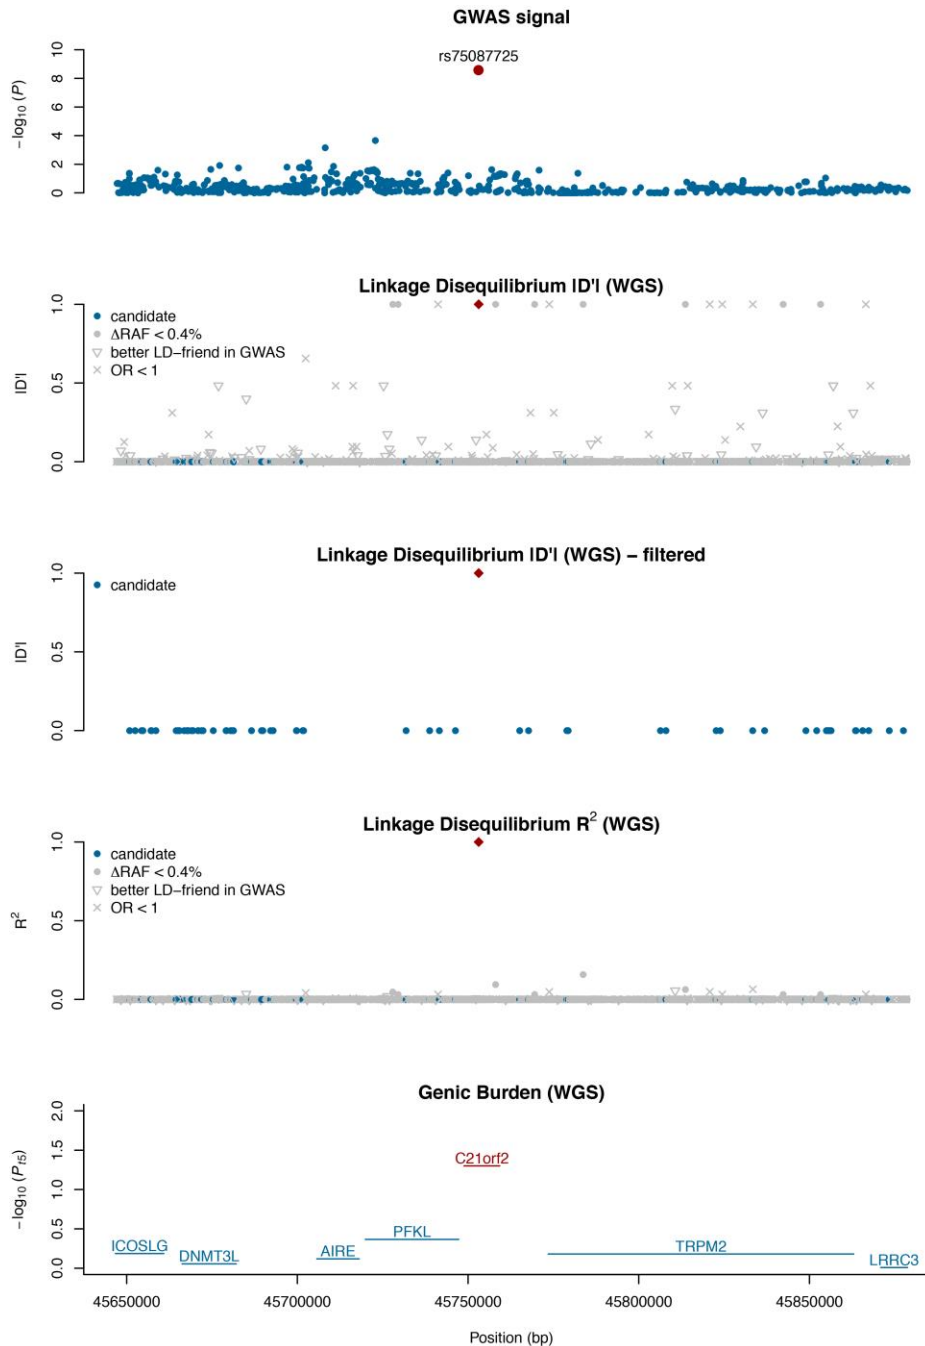 GWAS signal
rs75087725
−log10 (P)
0 2 4 6 8 10
Linkage Disequilibrium |D'| (WGS)
candidate
ΔRAF < 0.4%
better LD−friend in GWAS
OR < 1
|D'|
0.0 0.5 1.0
Linkage Disequilibrium |D'| (WGS) − filtered
candidate
|D'|
0.0 0.5 1.0
Linkage Disequilibrium R² (WGS)
candidate
ΔRAF < 0.4%
better LD−friend in GWAS
OR < 1
R²
0.0 0.5 1.0
Genic Burden (WGS)
−log10 (Pt5)
0.0 0.5 1.0 1.5 2.0
C21orf2
PFKL
ICOSLG
DNMT3L
AIRE
TRPM2
LRRC3
45650000 45700000 45750000 45800000 45850000
Position (bp)